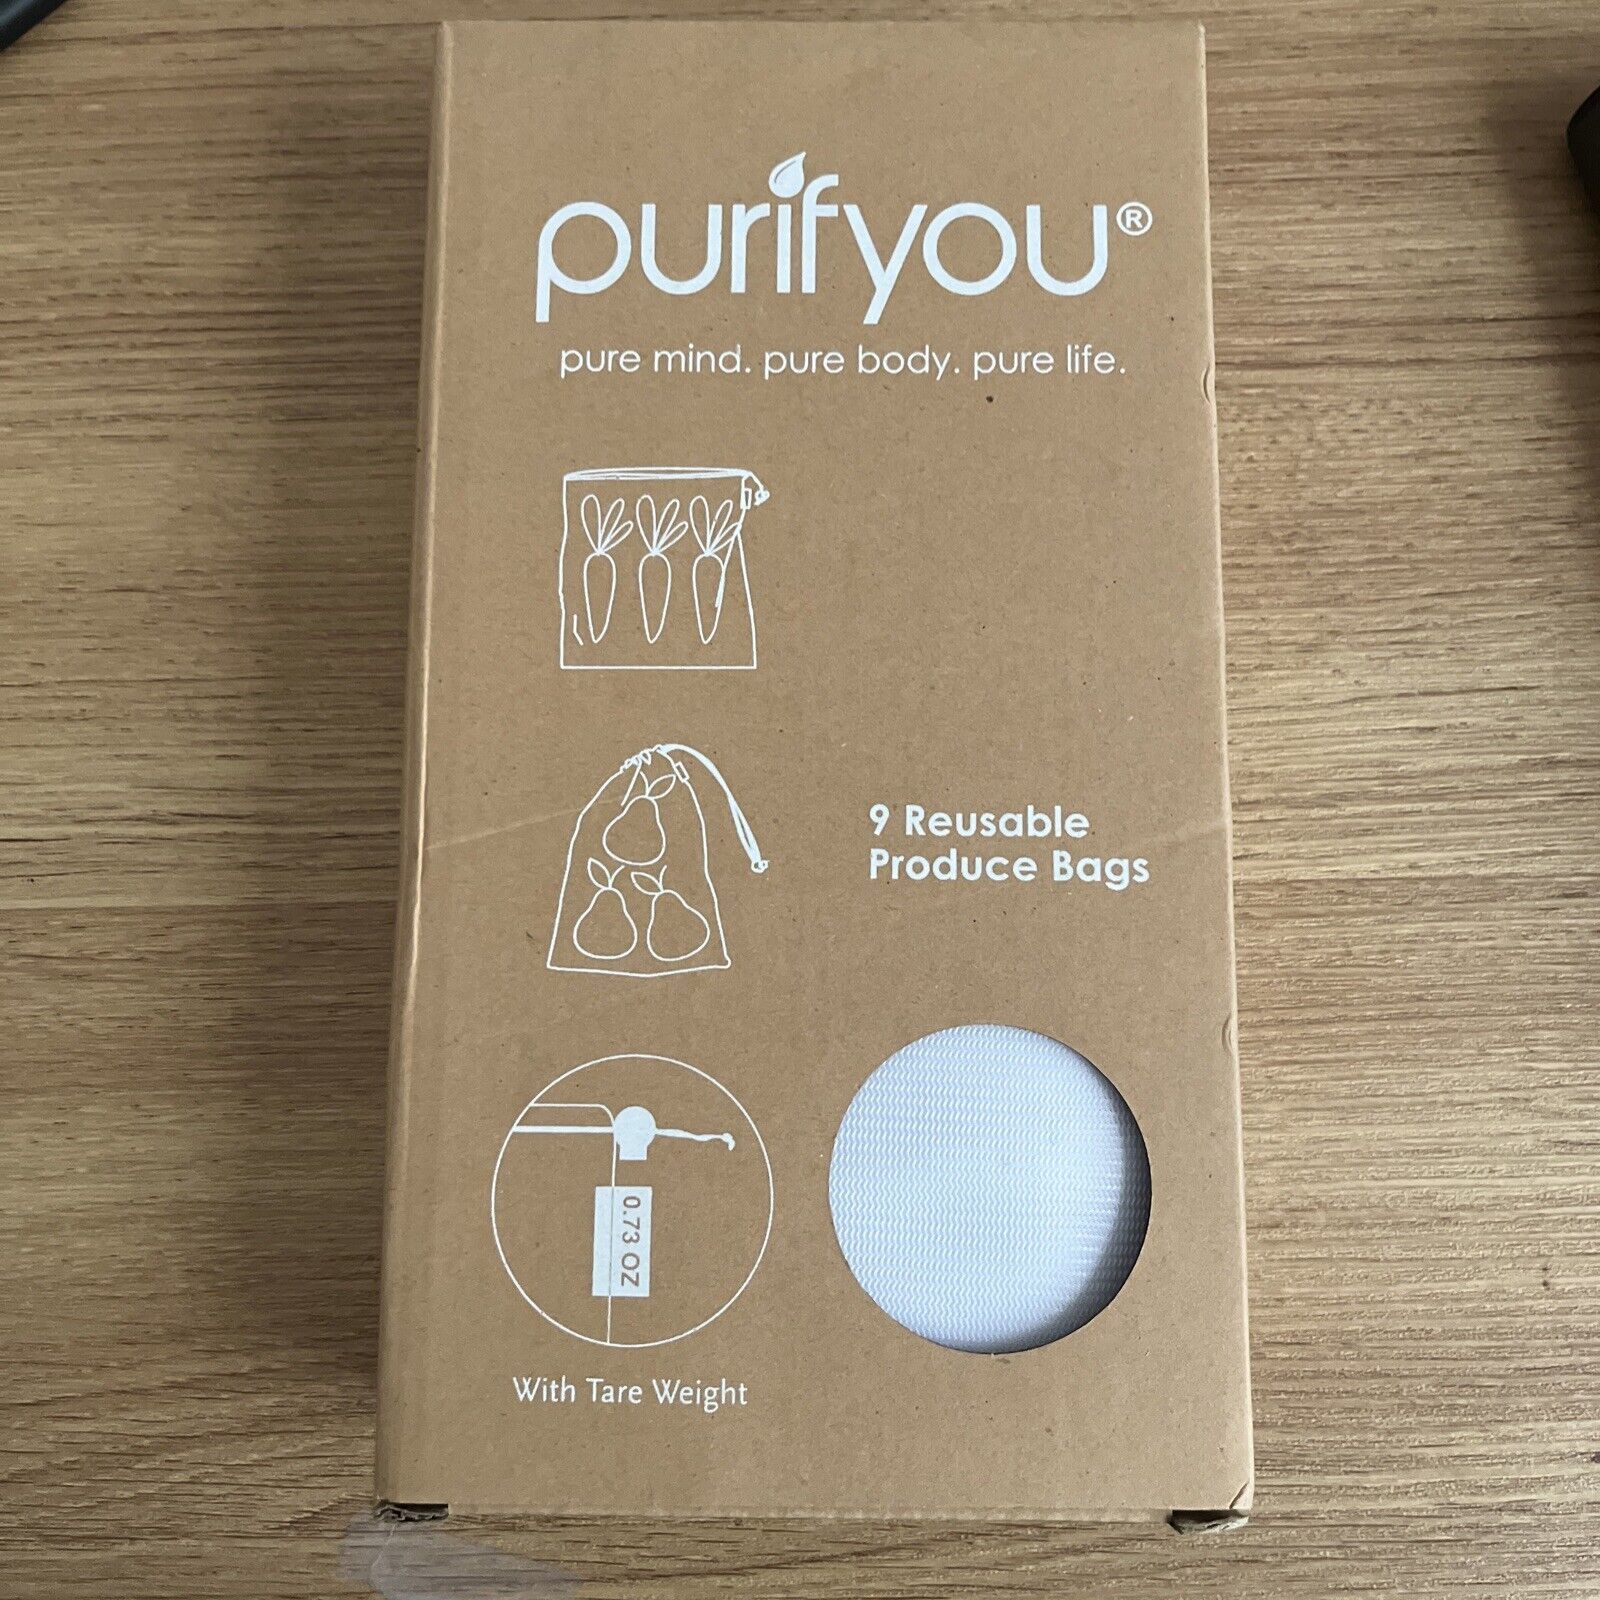 purifyou®
pure mind. pure body. pure life.
9 Reusable
Produce Bags
0.73 OZ
With Tare Weight